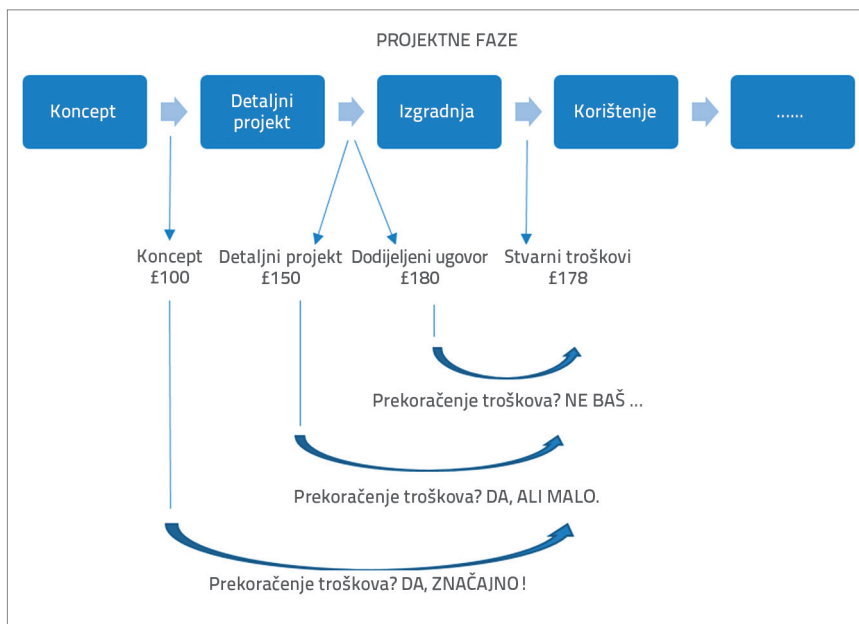 PROJEKTNE FAZE
Koncept
Detaljni
projekt
Izgradnja
Korištenje
......
Koncept
£100
Detaljni projekt
£150
Dodijeljeni ugovor
£180
Stvarni troškovi
£178
Prekoračenje troškova? NE BAŠ ...
Prekoračenje troškova? DA, ALI MALO.
Prekoračenje troškova? DA, ZNAČAJNO!